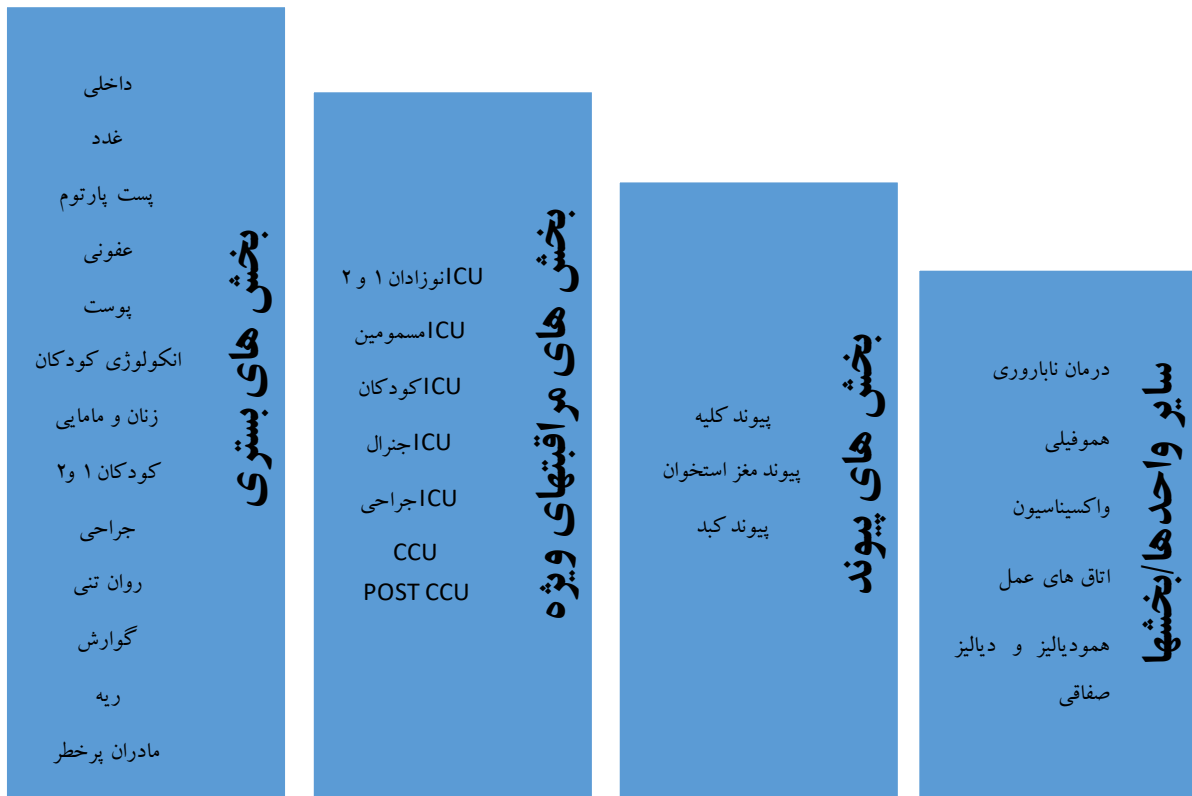 بخش های بستری
داخلی
غدد
پست پارتوم
عفونی
پوست
انکولوژی کودکان
زنان و مامایی
کودکان ۱ و۲
جراحی
روان تنی
گوارش
ریه
مادران پرخطر
بخش های مراقبتهای ویژه
ICUنوزادان ۱ و ۲
ICUمسمومین
ICUکودکان
ICUجنرال
ICUجراحی
CCU
POST CCU
بخش های پیوند
پیوند کلیه
پیوند مغز استخوان
پیوند کبد
سایر واحدها/بخشها
درمان ناباروری
هموفیلی
واکسیناسیون
اتاق های عمل
همودیالیز و دیالیز
صفاقی